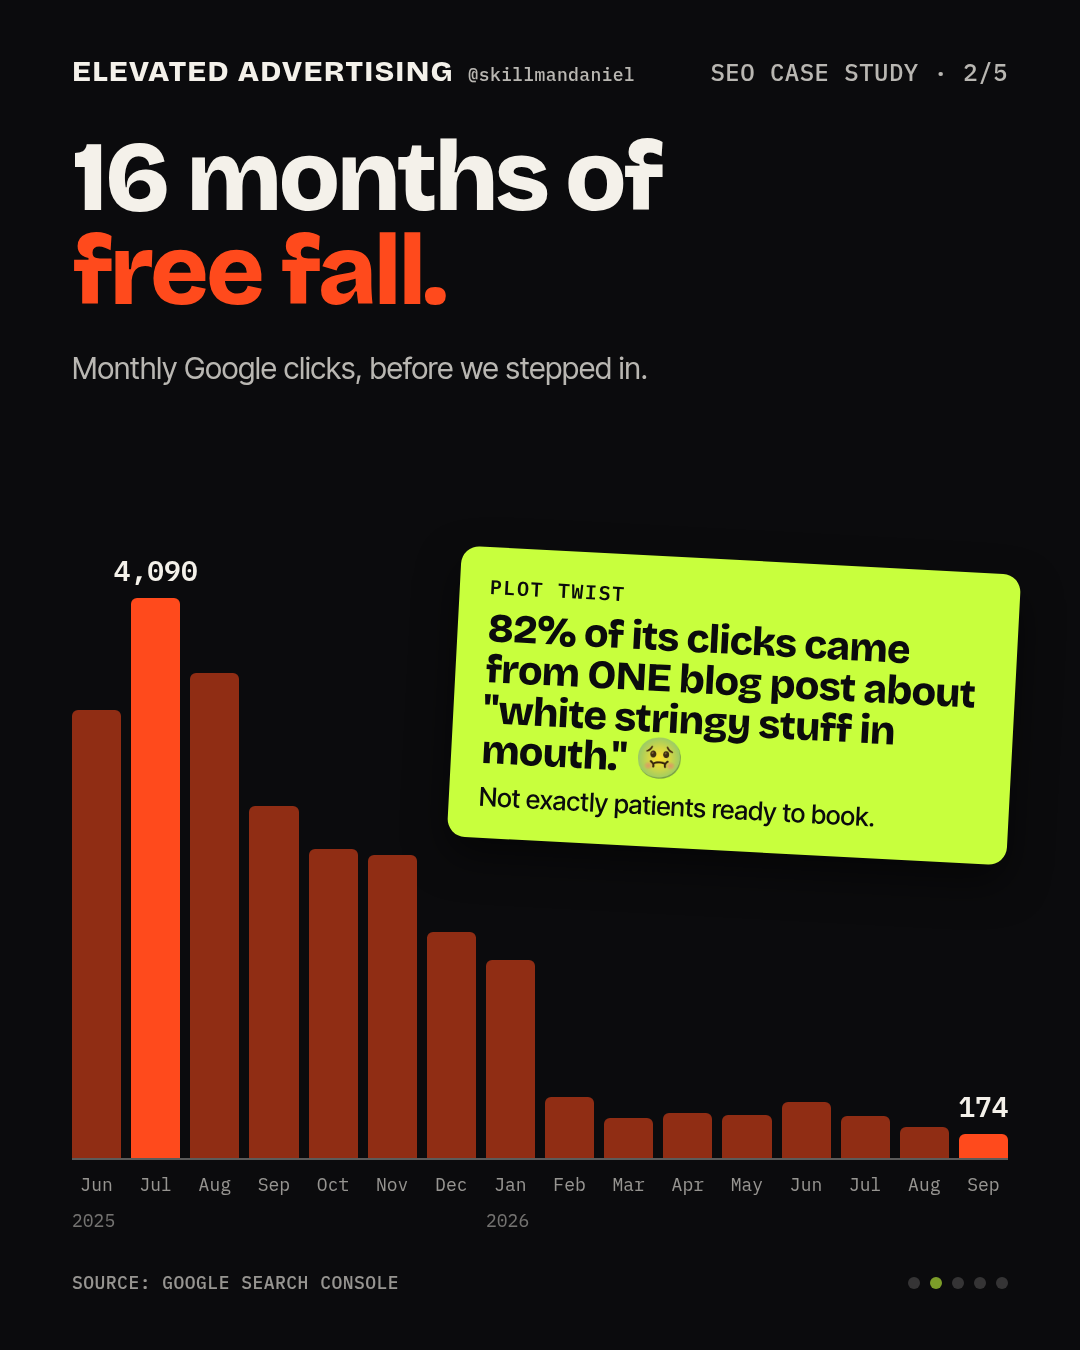 ELEVATED ADVERTISING @skillmandaniel SEO CASE STUDY · 2/5
16 months of
free fall.
Monthly Google clicks, before we stepped in.
4,090
PLOT TWIST
82% of its clicks came
from ONE blog post about
"white stringy stuff in
mouth." 🤢
Not exactly patients ready to book.
174
Jun Jul Aug Sep Oct Nov Dec Jan Feb Mar Apr May Jun Jul Aug Sep
2025 2026
SOURCE: GOOGLE SEARCH CONSOLE